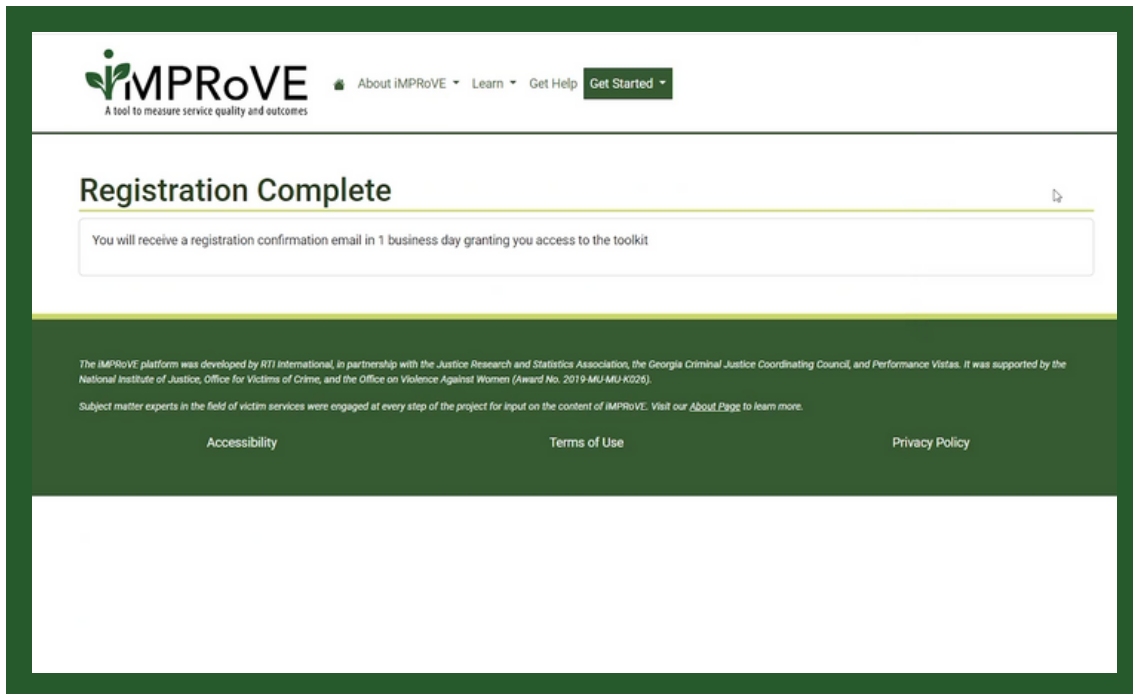 iMPRoVE
A tool to measure service quality and outcomes
About iMPRoVE Learn Get Help Get Started
Registration Complete
You will receive a registration confirmation email in 1 business day granting you access to the toolkit
The iMPRoVE platform was developed by RTI International, in partnership with the Justice Research and Statistics Association, the Georgia Criminal Justice Coordinating Council, and Performance Vistas. It was supported by the
National Institute of Justice, Office for Victims of Crime, and the Office on Violence Against Women (Award No. 2019-MU-MU-K026).
Subject matter experts in the field of victim services were engaged at every step of the project for input on the content of iMPRoVE. Visit our About Page to learn more.
Accessibility Terms of Use Privacy Policy